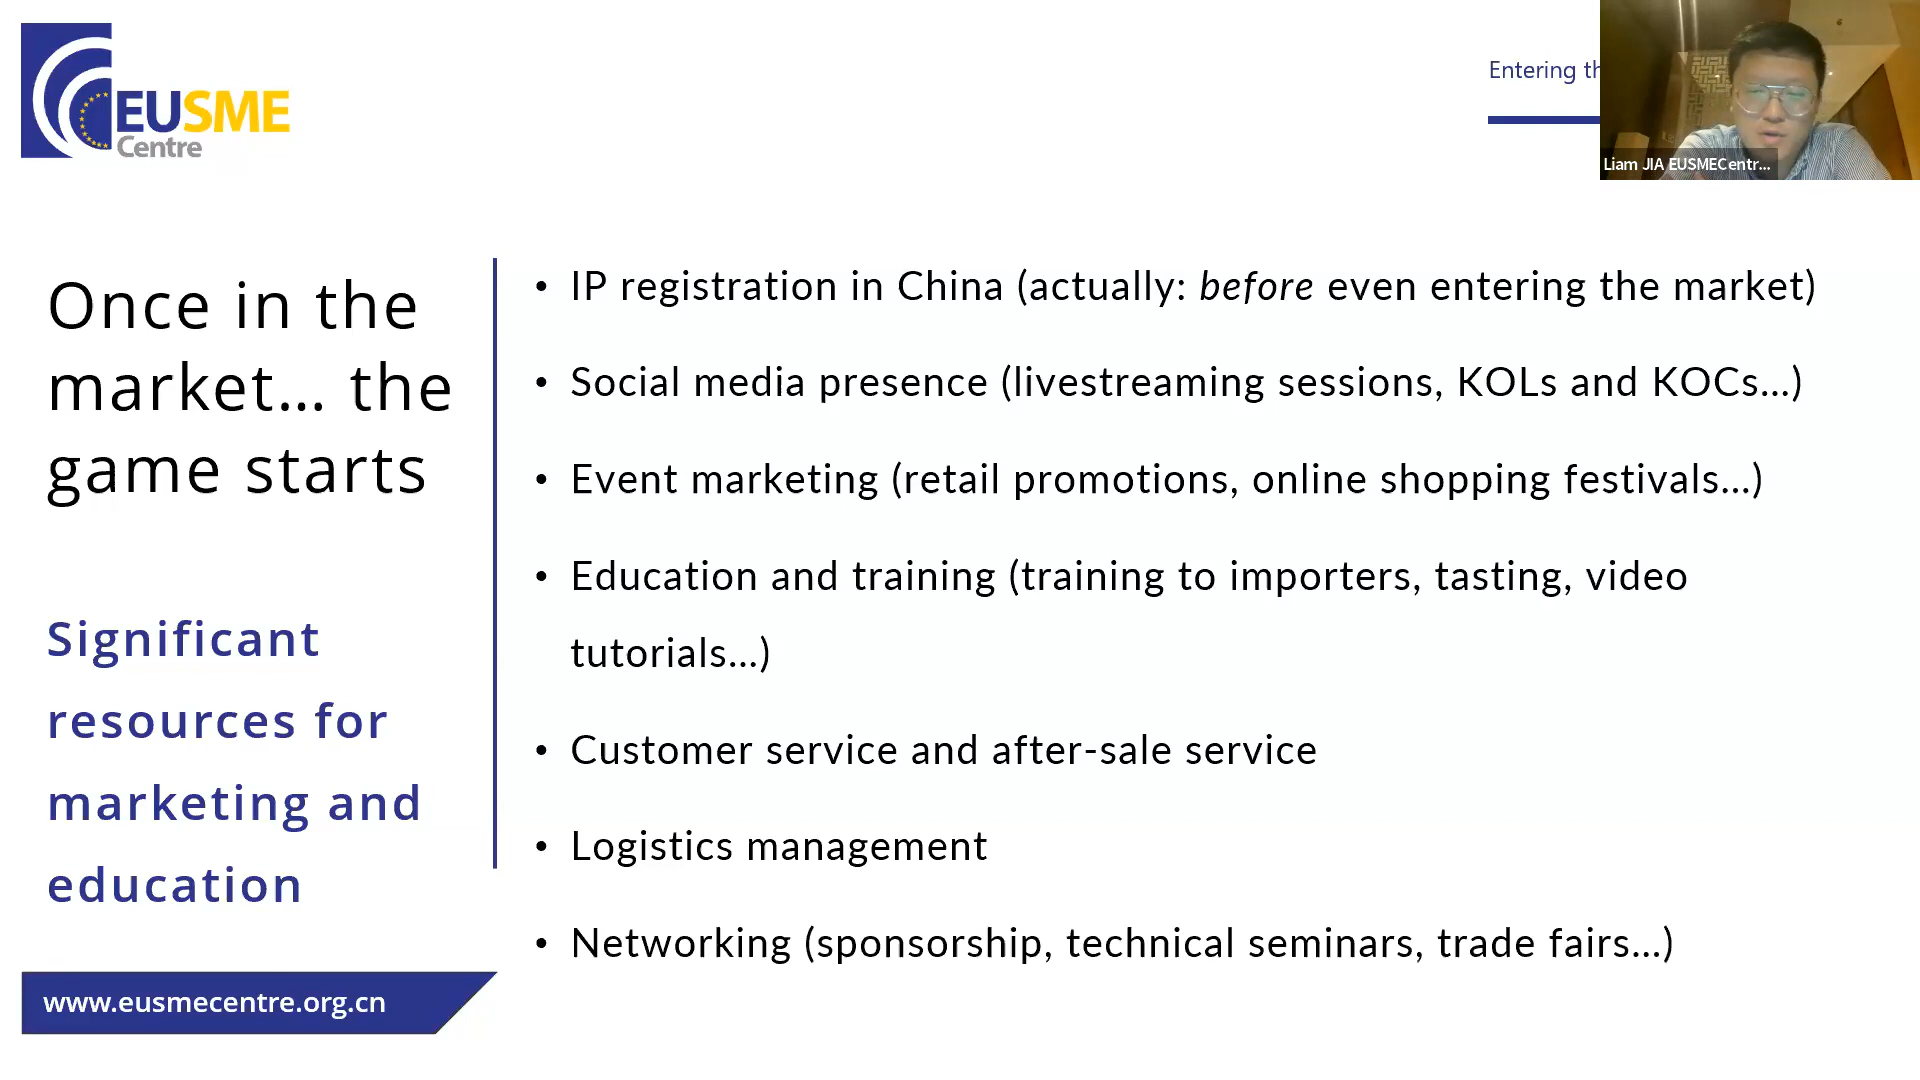 EUSME
Centre
Entering
Liam JIA EUSMECentr...
Once in the
market... the
game starts
Significant
resources for
marketing and
education
• IP registration in China (actually: before even entering the market)
• Social media presence (livestreaming sessions, KOLs and KOCs...)
• Event marketing (retail promotions, online shopping festivals...)
• Education and training (training to importers, tasting, video
tutorials...)
• Customer service and after-sale service
• Logistics management
• Networking (sponsorship, technical seminars, trade fairs...)
www.eusmecentre.org.cn